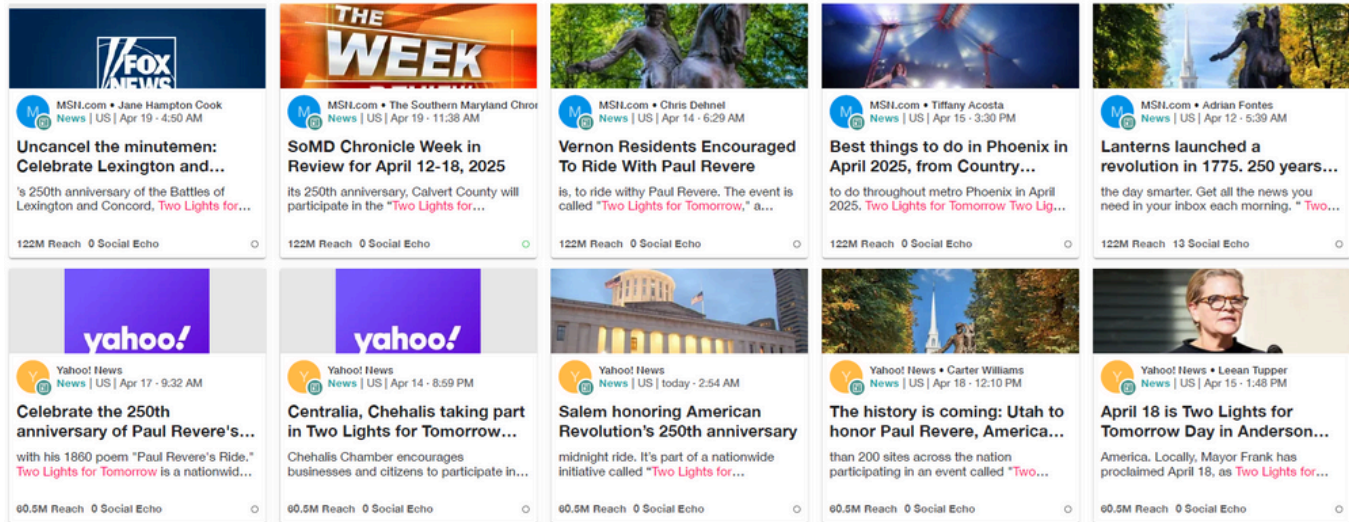 FOX
NEWS
MSN.com • Jane Hampton Cook
News | US | Apr 19 - 4:50 AM
Uncancel the minutemen:
Celebrate Lexington and…
's 250th anniversary of the Battles of
Lexington and Concord, Two Lights for…
122M Reach 0 Social Echo
THE
WEEK
MSN.com • The Southern Maryland Chror
News | US | Apr 19 - 11:38 AM
SoMD Chronicle Week in
Review for April 12-18, 2025
its 250th anniversary, Calvert County will
participate in the “Two Lights for…
122M Reach 0 Social Echo
MSN.com • Chris Dehnel
News | US | Apr 14 - 6:29 AM
Vernon Residents Encouraged
To Ride With Paul Revere
is, to ride withy Paul Revere. The event is
called "Two Lights for Tomorrow," a…
122M Reach 0 Social Echo
MSN.com • Tiffany Acosta
News | US | Apr 15 - 3:30 PM
Best things to do in Phoenix in
April 2025, from Country…
to do throughout metro Phoenix in April
2025. Two Lights for Tomorrow Two Lig…
122M Reach 0 Social Echo
MSN.com • Adrian Fontes
News | US | Apr 12 - 5:39 AM
Lanterns launched a
revolution in 1775. 250 years…
the day smarter. Get all the news you
need in your inbox each morning. “ Two…
122M Reach 13 Social Echo
yahoo!
Yahoo! News
News | US | Apr 17 - 9:32 AM
Celebrate the 250th
anniversary of Paul Revere's…
with his 1860 poem "Paul Revere's Ride."
Two Lights for Tomorrow is a nationwid…
60.5M Reach 0 Social Echo
yahoo!
Yahoo! News
News | US | Apr 14 - 8:59 PM
Centralia, Chehalis taking part
in Two Lights for Tomorrow…
Chehalis Chamber encourages
businesses and citizens to participate in…
60.5M Reach 0 Social Echo
Yahoo! News
News | US | today - 2:54 AM
Salem honoring American
Revolution’s 250th anniversary
midnight ride. It’s part of a nationwide
initiative called “Two Lights for…
60.5M Reach 0 Social Echo
Yahoo! News • Carter Williams
News | US | Apr 18 - 12:10 PM
The history is coming: Utah to
honor Paul Revere, America…
than 200 sites across the nation
participating in an event called "Two…
60.5M Reach 0 Social Echo
Yahoo! News • Leean Tupper
News | US | Apr 15 - 1:48 PM
April 18 is Two Lights for
Tomorrow Day in Anderson…
America. Locally, Mayor Frank has
proclaimed April 18, as Two Lights for…
60.5M Reach 0 Social Echo